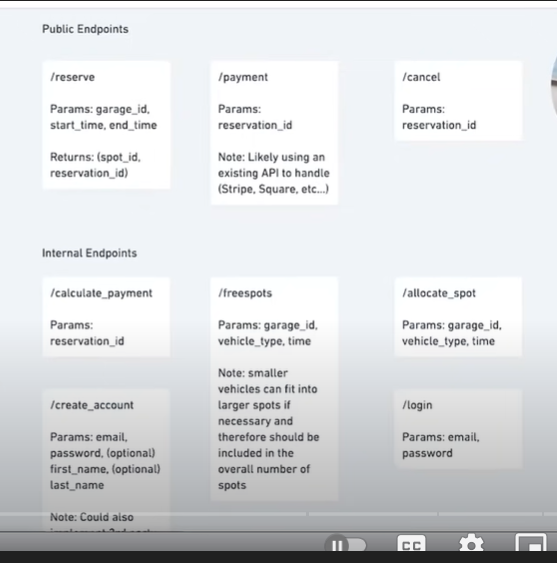 Public Endpoints
/reserve
Params: garage_id,
start_time, end_time
Returns: (spot_id,
reservation_id)
/payment
Params:
reservation_id
Note: Likely using an
existing API to handle
(Stripe, Square, etc...)
/cancel
Params:
reservation_id
Internal Endpoints
/calculate_payment
Params:
reservation_id
/freespots
Params: garage_id,
vehicle_type, time
Note: smaller
vehicles can fit into
larger spots if
necessary and
therefore should be
included in the
overall number of
spots
/allocate_spot
Params: garage_id,
vehicle_type, time
/create_account
Params: email,
password, (optional)
first_name, (optional)
last_name
Note: Could also
/login
Params: email,
password
CC